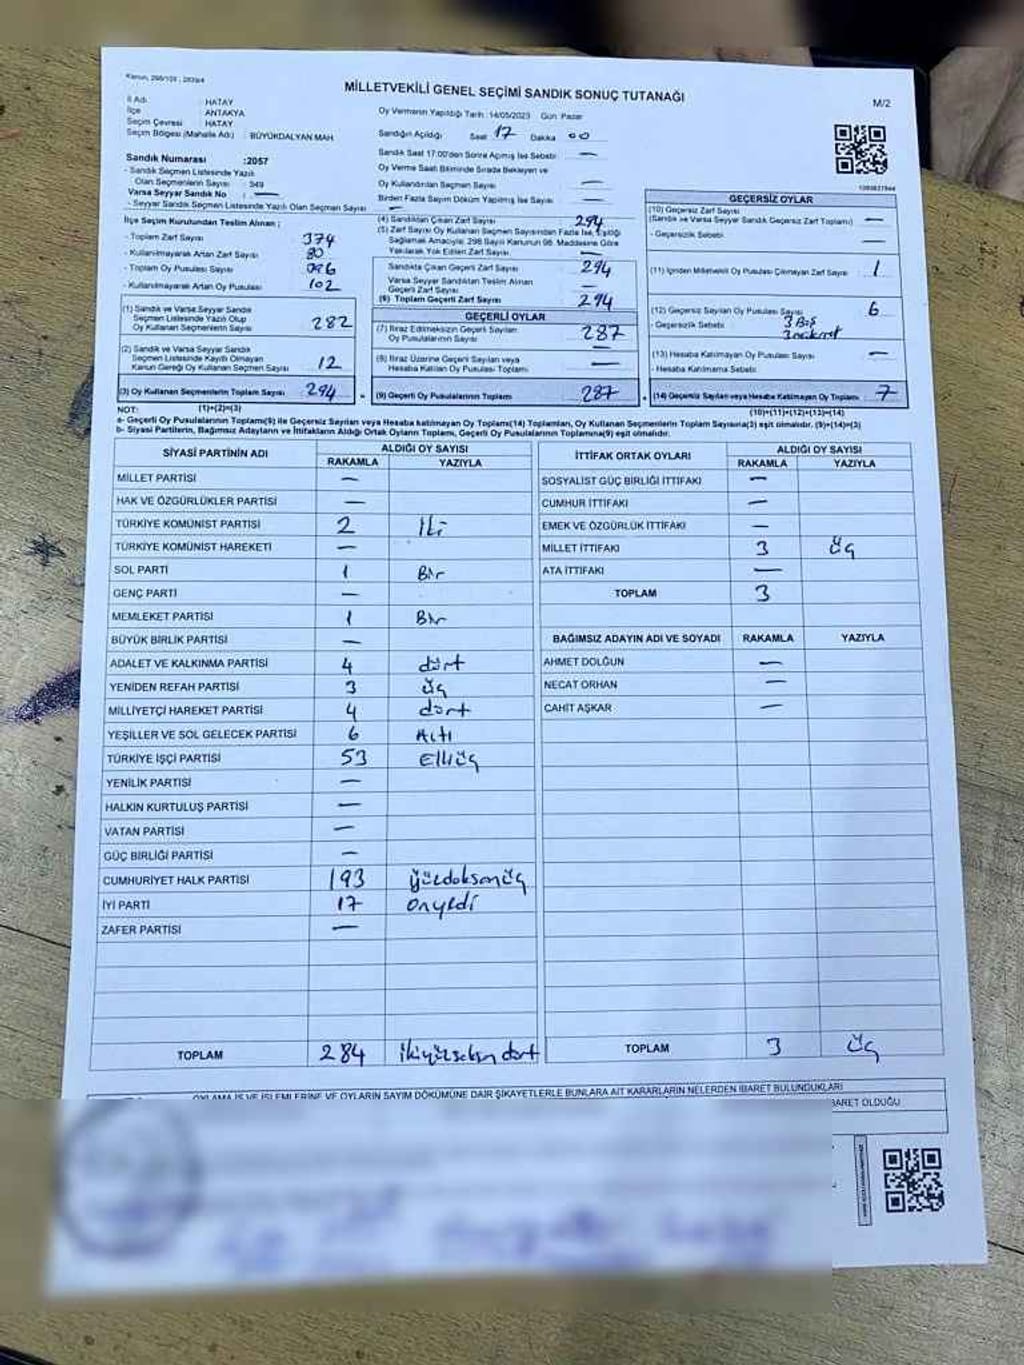 Kanun, 298/105 ; 2839/4
MİLLETVEKİLİ GENEL SEÇİMİ SANDIK SONUÇ TUTANAĞI
M/2
İl Adı : HATAY
İlçe : ANTAKYA
Seçim Çevresi : HATAY
Seçim Bölgesi (Mahalle Adı) : BÜYÜKDALYAN MAH
Sandık Numarası :2057
- Sandık Seçmen Listesinde Yazılı
Olan Seçmenlerin Sayısı : 349
Varsa Seyyar Sandık No : —
- Seyyar Sandık Seçmen Listesinde Yazılı Olan Seçmen Sayısı : —
İlçe Seçim Kurulundan Teslim Alınan ;
- Toplam Zarf Sayısı 374
- Kullanılmayarak Artan Zarf Sayısı 80
- Toplam Oy Pusulası Sayısı
- Kullanılmayarak Artan Oy Pusulası 102
(1) Sandık ve Varsa Seyyar Sandık
Seçmen Listesinde Yazılı Olup
Oy Kullanan Seçmenlerin Sayısı 282
(2) Sandık ve Varsa Seyyar Sandık
Seçmen Listesinde Kayıtlı Olmayan
Kanun Gereği Oy Kullanan Seçmen Sayısı 12
(3) Oy Kullanan Seçmenlerin Toplam Sayısı 294
Oy Vermenin Yapıldığı Tarih : 14/05/2023 Gün: Pazar
Sandığın Açıldığı Saat 17 Dakika 00
Sandık Saat 17:00'den Sonra Açılmış İse Sebebi —
Oy Verme Saati Bitiminde Sırada Bekleyen ve
Oy Kullandırılan Seçmen Sayısı —
Birden Fazla Sayım Döküm Yapılmış İse Sayısı —
(4) Sandıktan Çıkan Zarf Sayısı 294
(5) Zarf Sayısı Oy Kullanan Seçmen Sayısından Fazla İse, Eşitliği
Sağlamak Amacıyla; 298 Sayılı Kanunun 98. Maddesine Göre
Yakılarak Yok Edilen Zarf Sayısı —
Sandıkta Çıkan Geçerli Zarf Sayısı 294
Varsa Seyyar Sandıktan Teslim Alınan
Geçerli Zarf Sayısı —
(6) Toplam Geçerli Zarf Sayısı 294
GEÇERLİ OYLAR
(7) İtiraz Edilmeksizin Geçerli Sayılan
Oy Pusulalarının Sayısı 287
(8) İtiraz Üzerine Geçerli Sayılan veya
Hesaba Katılan Oy Pusulaları Toplamı —
(9) Geçerli Oy Pusulalarının Toplamı 287
GEÇERSİZ OYLAR
(10) Geçersiz Zarf Sayısı
(Sandık ve Varsa Seyyar Sandık Geçersiz Zarf Toplamı) —
- Geçersizlik Sebebi —
(11) İçinden Milletvekili Oy Pusulası Çıkmayan Zarf Sayısı 1
(12) Geçersiz Sayılan Oy Pusulası Sayısı 6
- Geçersizlik Sebebi 3 Boş
(13) Hesaba Katılmayan Oy Pusulası Sayısı —
- Hesaba Katılmama Sebebi
(14) Geçersiz Sayılan veya Hesaba Katılmayan Oy Toplamı 7
NOT: (1)+(2)=(3) (10)+(11)+(12)+(13)=(14)
a- Geçerli Oy Pusulaları Toplamı(9) ile Geçersiz Sayılan veya Hesaba katılmayan Oy Toplam(14) Toplamları, Oy Kullanan Seçmenlerin Toplam Sayısına(3) eşit olmalıdır. (9)+(14)=(3)
b- Siyasi Partilerin, Bağımsız Adayların ve İttifakların Aldığı Ortak Oyların Toplamı, Geçerli Oy Pusulalarının Toplamına(9) eşit olmalıdır.
SİYASİ PARTİNİN ADI ALDIĞI OY SAYISI
RAKAMLA YAZIYLA
MİLLET PARTİSİ —
HAK VE ÖZGÜRLÜKLER PARTİSİ —
TÜRKİYE KOMÜNİST PARTİSİ 2 İki
TÜRKİYE KOMÜNİST HAREKETİ —
SOL PARTİ 1 Bir
GENÇ PARTİ —
MEMLEKET PARTİSİ 1 Bir
BÜYÜK BİRLİK PARTİSİ —
ADALET VE KALKINMA PARTİSİ 4 dört
YENİDEN REFAH PARTİSİ 3 üç
MİLLİYETÇİ HAREKET PARTİSİ 4 dört
YEŞİLLER VE SOL GELECEK PARTİSİ 6 Altı
TÜRKİYE İŞÇİ PARTİSİ 53 Elliüç
YENİLİK PARTİSİ —
HALKIN KURTULUŞ PARTİSİ —
VATAN PARTİSİ —
GÜÇ BİRLİĞİ PARTİSİ —
CUMHURİYET HALK PARTİSİ 193 yüzdoksanüç
İYİ PARTİ 17 onyedi
ZAFER PARTİSİ —
TOPLAM 284 ikiyüzseksen dört
İTTİFAK ORTAK OYLARI ALDIĞI OY SAYISI
RAKAMLA YAZIYLA
SOSYALİST GÜÇ BİRLİĞİ İTTİFAKI —
CUMHUR İTTİFAKI —
EMEK VE ÖZGÜRLÜK İTTİFAKI —
MİLLET İTTİFAKI 3 üç
ATA İTTİFAKI —
TOPLAM 3
BAĞIMSIZ ADAYIN ADI VE SOYADI RAKAMLA YAZIYLA
AHMET DOLĞUN —
NECAT ORHAN —
CAHİT AŞKAR —
TOPLAM 3 üç
OYLAMA İŞ VE İŞLEMLERİNE VE OYLARIN SAYIM DÖKÜMÜNE DAİR ŞİKAYETLERLE BUNLARA AİT KARARLARIN NELERDEN İBARET BULUNDUKLARI
BARET OLDUĞU